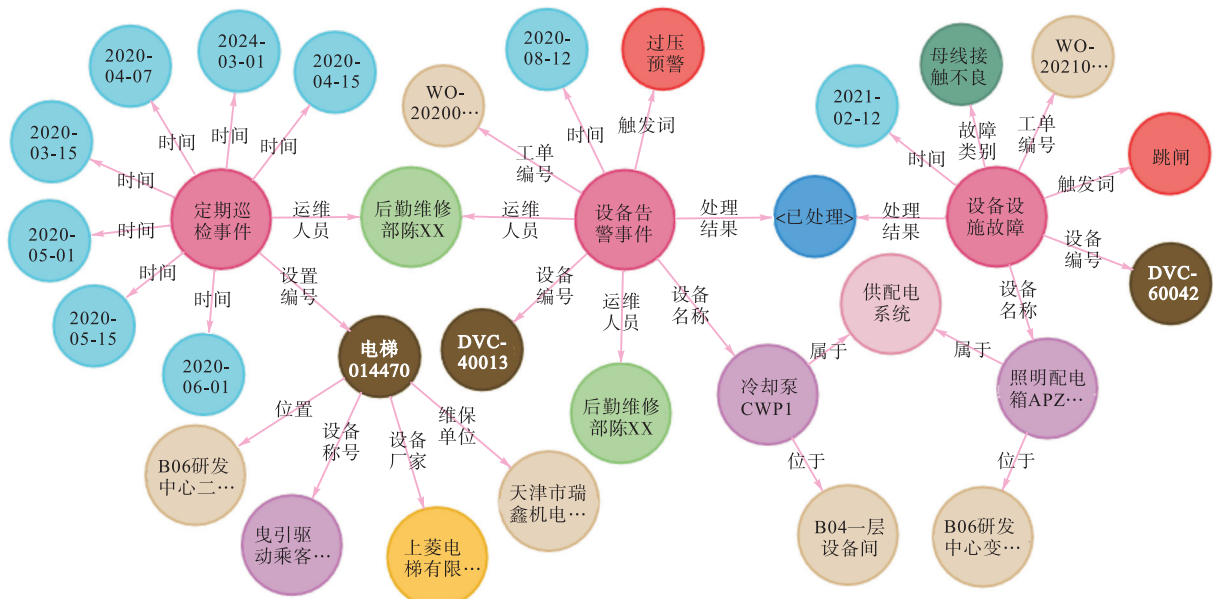 2020-
04-07
2024-
03-01
2020-
04-15
2020-
03-15
2020-
05-01
2020-
05-15
2020-
06-01
时间
时间
时间
时间
时间
时间
时间
定期巡
检事件
运维
人员
后勤维修
部陈XX
设置
编号
电梯
014470
位置
B06研发
中心二…
设备
称号
曳引驱
动乘客…
设备
厂家
上菱电
梯有限…
维保
单位
天津市瑞
鑫机电…
WO-
20200…
工单
编号
2020-
08-12
时间
过压
预警
触发词
运维
人员
设备告
警事件
处理
结果
<已处理>
设备
编号
DVC-
40013
运维
人员
后勤维修
部陈XX
设备
名称
冷却泵
CWP1
属于
供配电
系统
位于
B04一层
设备间
2021-
02-12
时间
母线接
触不良
故障
类别
WO-
20210…
工单
编号
跳闸
触发词
处理
结果
设备设
施故障
设备
编号
DVC-
60042
设备
名称
照明配电
箱APZ…
属于
位于
B06研发
中心变…